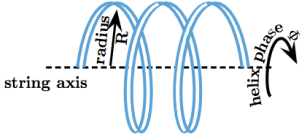 radius
R
string axis
helix phase
&